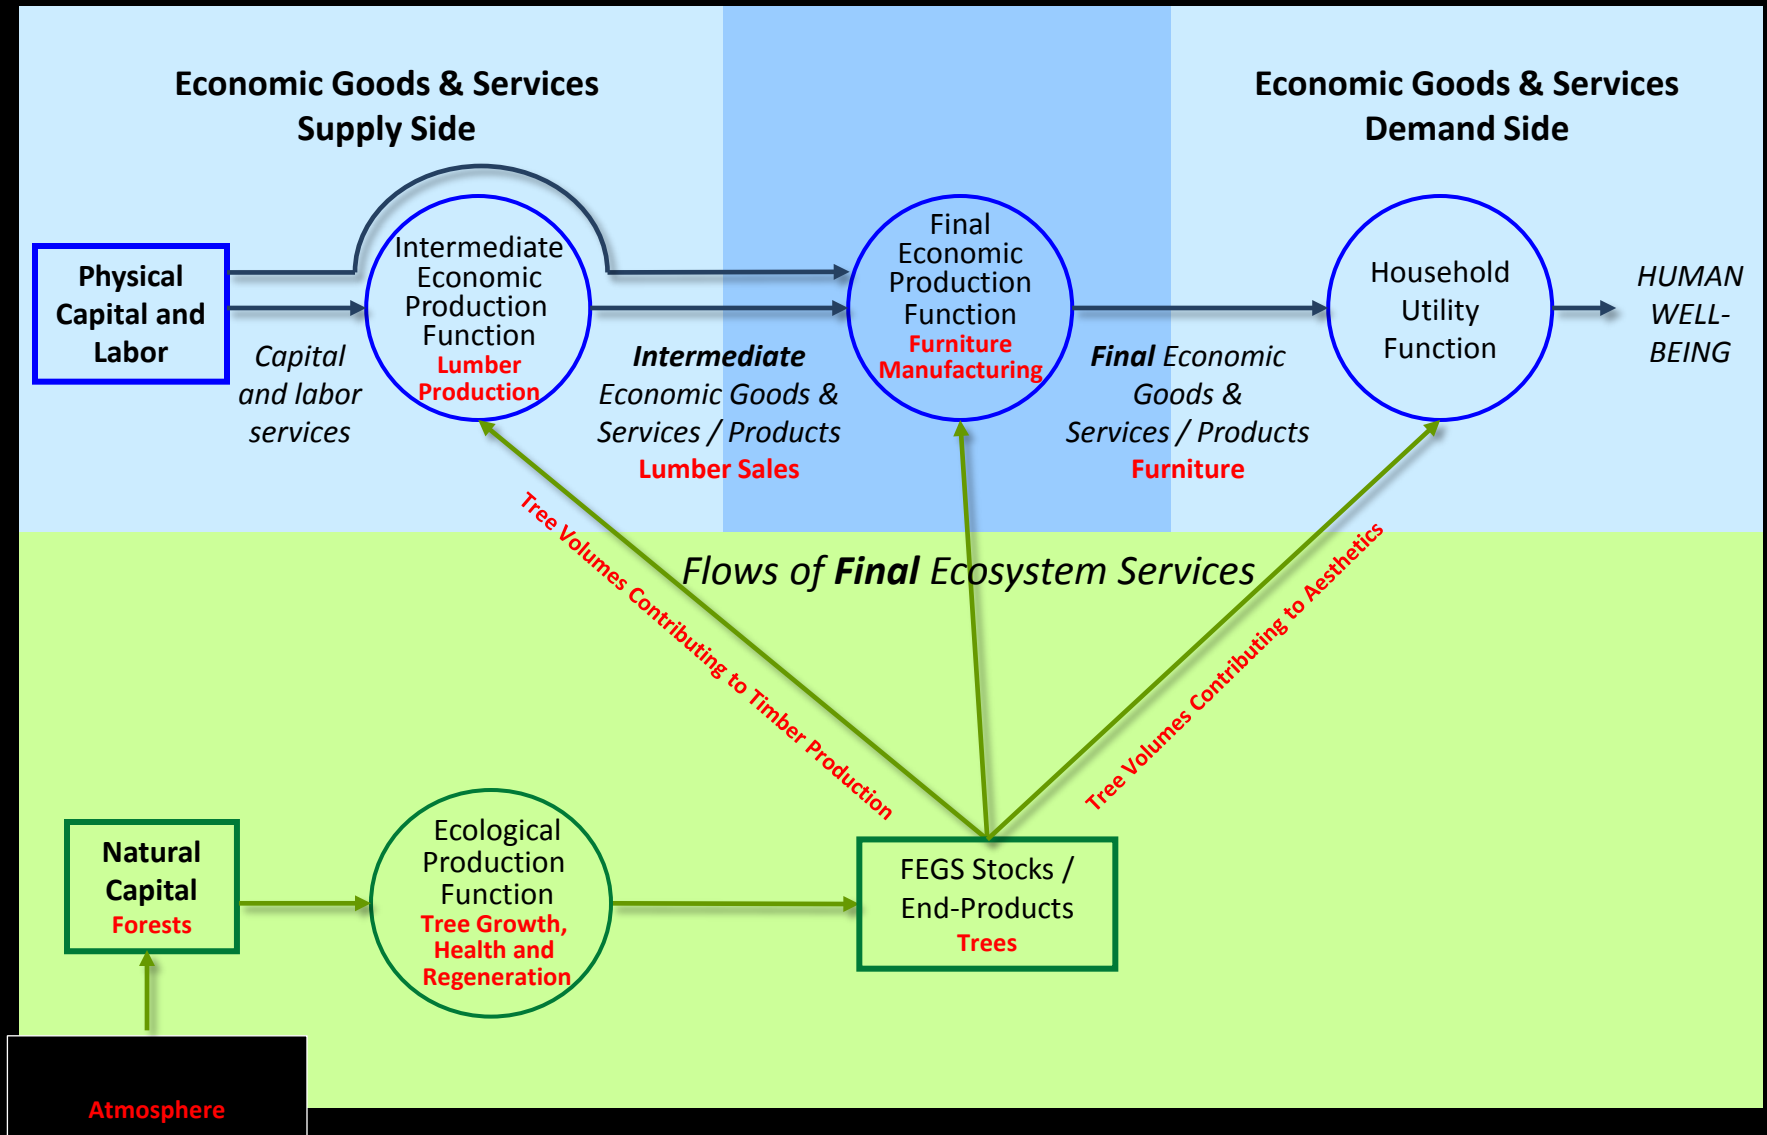 Economic Goods & Services
Supply Side
Economic Goods & Services
Demand Side
Physical
Capital and
Labor
Capital
and labor
services
Intermediate
Economic
Production
Function
Lumber
Production
Intermediate
Economic Goods &
Services / Products
Lumber Sales
Final
Economic
Production
Function
Furniture
Manufacturing
Final Economic
Goods &
Services / Products
Furniture
Household
Utility
Function
HUMAN
WELL-
BEING
Flows of Final Ecosystem Services
Tree Volumes Contributing to Timber Production
Tree Volumes Contributing to Aesthetics
Natural
Capital
Forests
Ecological
Production
Function
Tree Growth,
Health and
Regeneration
FEGS Stocks /
End-Products
Trees
Atmosphere